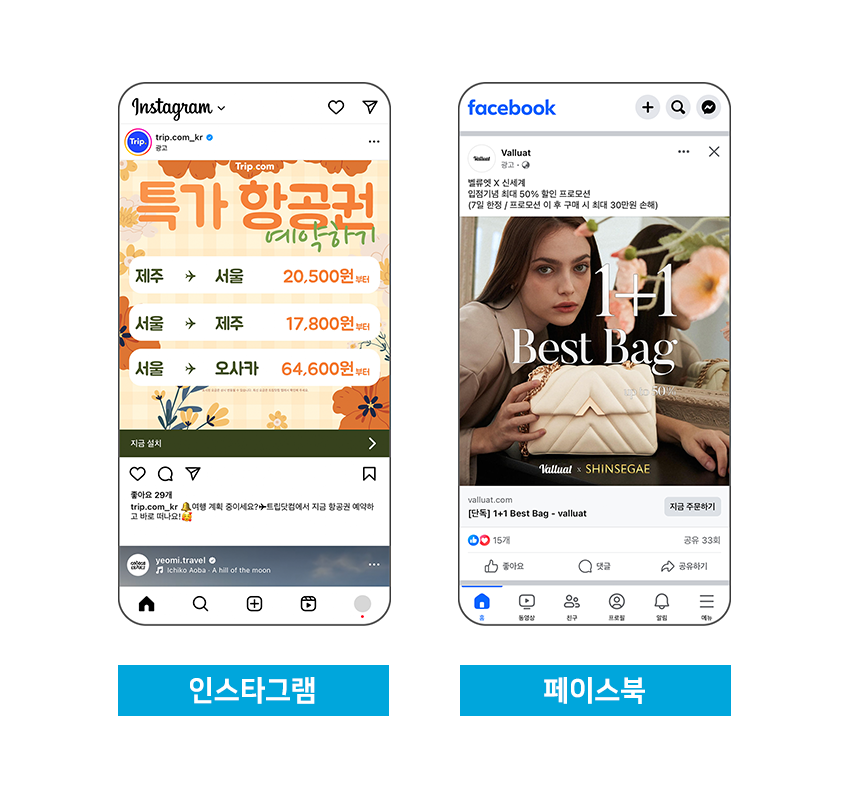 Instagram
Trip.
trip.com_kr
광고
Trip.com
특가 항공권
예약하기
제주 서울 20,500원부터
서울 제주 17,800원부터
서울 오사카 64,600원부터
지금 설치
좋아요 29개
trip.com_kr 🔔여행 계획 중이세요?✈트립닷컴에서 지금 항공권 예약하
고 바로 떠나요!🥰
yeomi.travel
Ichiko Aoba · A hill of the moon
인스타그램
facebook
Valluat
Valluat
광고 ·
벨류엣 X 신세계
입점기념 최대 50% 할인 프로모션
(7일 한정 / 프로모션 이 후 구매 시 최대 30만원 손해)
1+1
Best Bag
up to 50%
Valluat x SHINSEGAE
valluat.com
[단독] 1+1 Best Bag - valluat
지금 주문하기
15개 공유 33회
좋아요 댓글 공유하기
홈 동영상 친구 프로필 알림 메뉴
페이스북